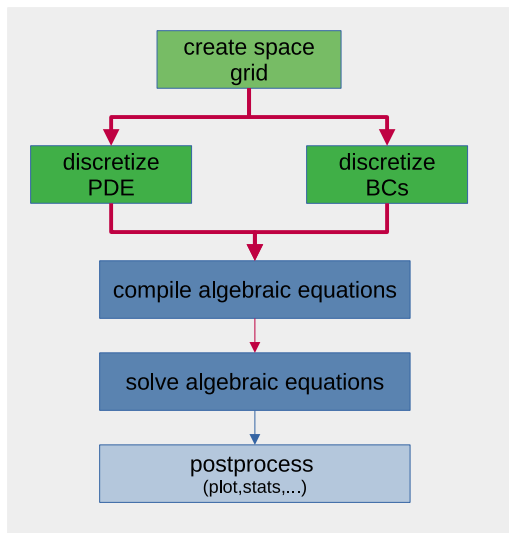 create space
grid
discretize
PDE
discretize
BCs
compile algebraic equations
solve algebraic equations
postprocess
(plot,stats,...)